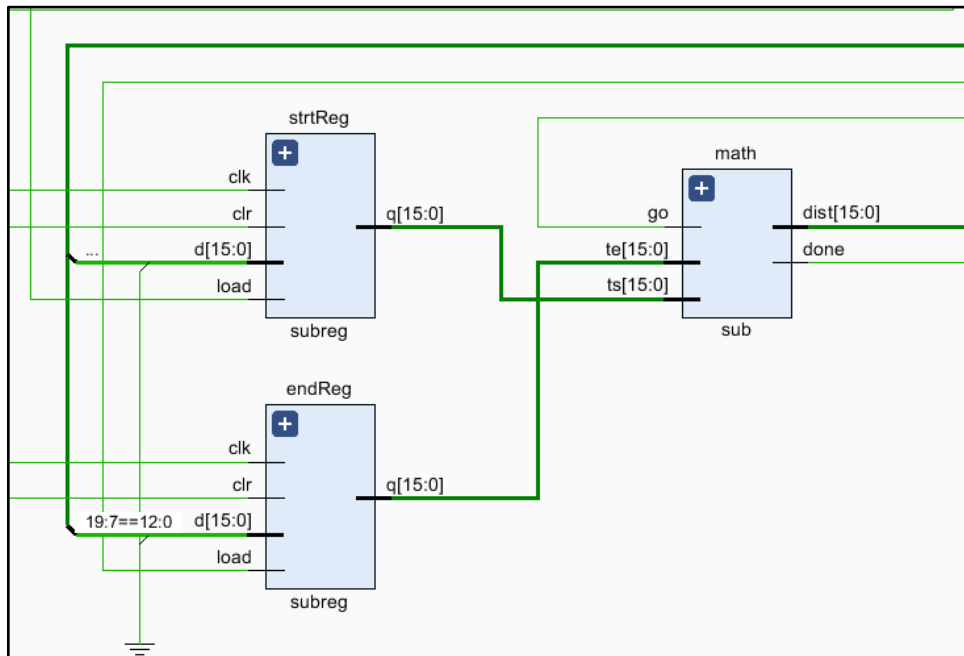 strtReg
clk
clr
... d[15:0]
load
q[15:0]
subreg
math
go
te[15:0]
ts[15:0]
dist[15:0]
done
sub
endReg
clk
clr
19:7==12:0 d[15:0]
load
q[15:0]
subreg